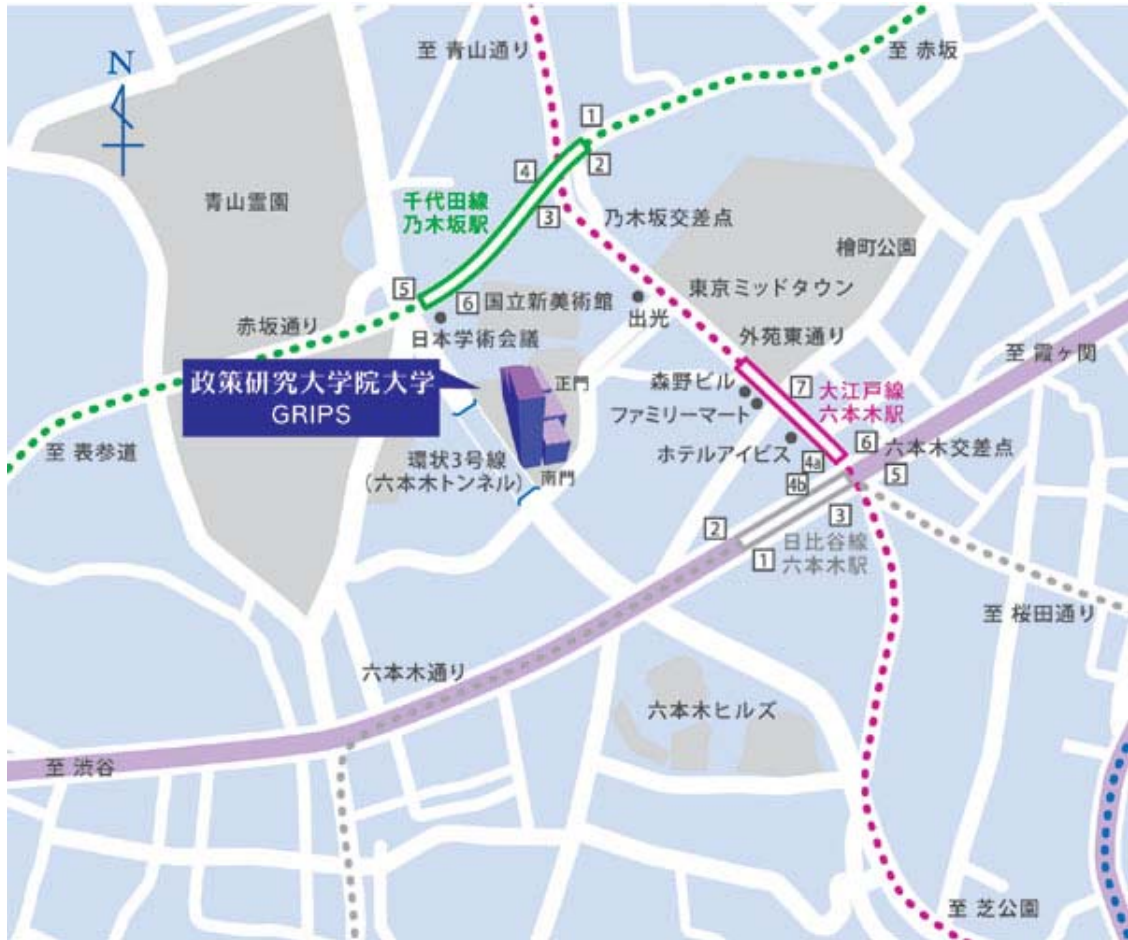 N
至 青山通り
至 赤坂
1
4
2
青山霊園
千代田線
乃木坂駅
3
乃木坂交差点
檜町公園
5
6
国立新美術館
東京ミッドタウン
出光
赤坂通り
日本学術会議
外苑東通り
至 霞ヶ関
政策研究大学院大学
GRIPS
正門
森野ビル
7
大江戸線
六本木駅
ファミリーマート
至 表参道
環状3号線
(六本木トンネル)
南門
ホテルアイビス
4a
6
六本木交差点
4b
5
2
3
1
日比谷線
六本木駅
至 桜田通り
六本木通り
六本木ヒルズ
至 渋谷
至 芝公園